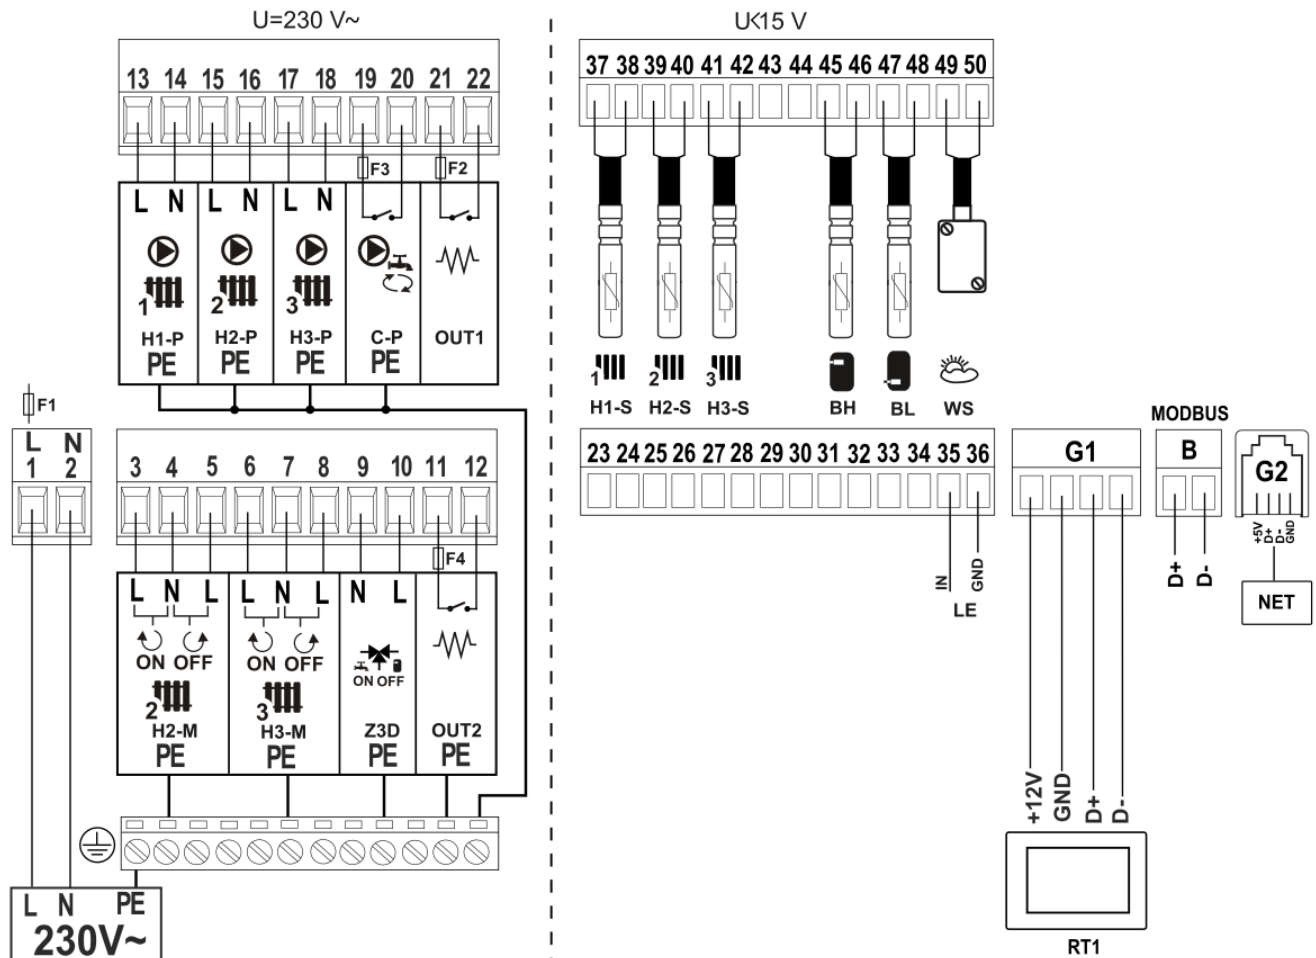 U=230 V~
U<15 V
13 14 15 16 17 18 19 20 21 22
37 38 39 40 41 42 43 44 45 46 47 48 49 50
F3 F2
L N L N L N
1 2 3
H1-P H2-P H3-P C-P OUT1
PE PE PE PE
1 2 3
H1-S H2-S H3-S BH BL WS
F1
L N
1 2
3 4 5 6 7 8 9 10 11 12
23 24 25 26 27 28 29 30 31 32 33 34 35 36
G1
MODBUS
B
G2
F4
+5V
D+
D-
GND
NET
IN GND
LE
D+ D-
L N L L N L N L
ON OFF ON OFF ON OFF
2 3
H2-M H3-M Z3D OUT2
PE PE PE PE
+12V
GND
D+
D-
RT1
L N PE
230V~